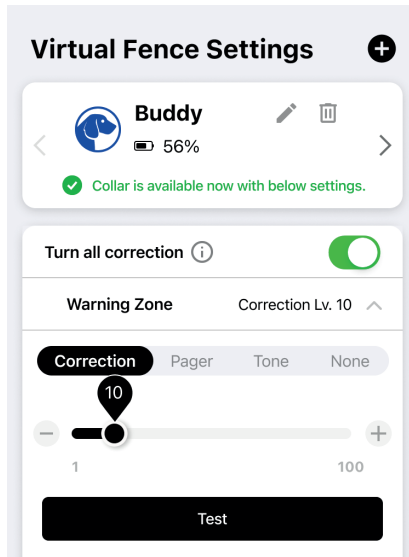 Virtual Fence Settings
Buddy
56%
Collar is available now with below settings.
Turn all correction
Warning Zone Correction Lv. 10
Correction Pager Tone None
10
1 100
Test